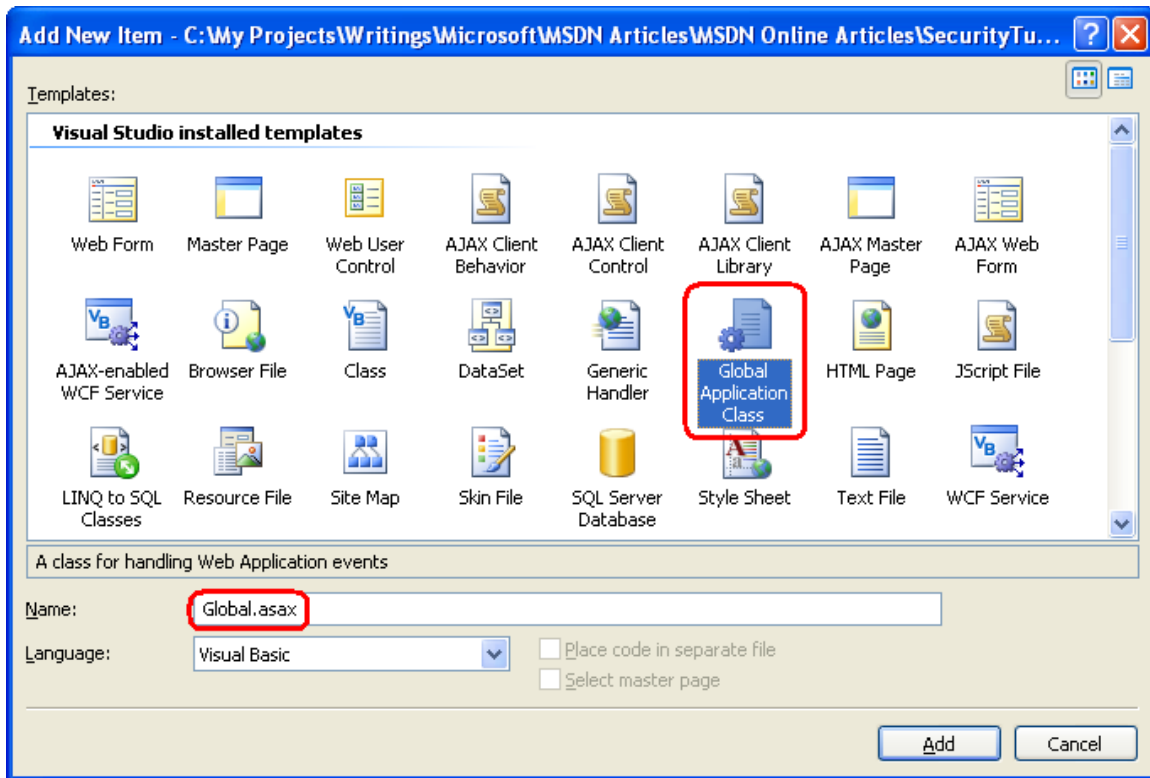 Add New Item - C:\My Projects\Writings\Microsoft\MSDN Articles\MSDN Online Articles\SecurityTu...
Templates:
Visual Studio installed templates
Web Form
Master Page
Web User
Control
AJAX Client
Behavior
AJAX Client
Control
AJAX Client
Library
AJAX Master
Page
AJAX Web
Form
AJAX-enabled
WCF Service
Browser File
Class
DataSet
Generic
Handler
Global
Application
Class
HTML Page
JScript File
LINQ to SQL
Classes
Resource File
Site Map
Skin File
SQL Server
Database
Style Sheet
Text File
WCF Service
A class for handling Web Application events
Name:
Global.asax
Language:
Visual Basic
Place code in separate file
Select master page
Add
Cancel